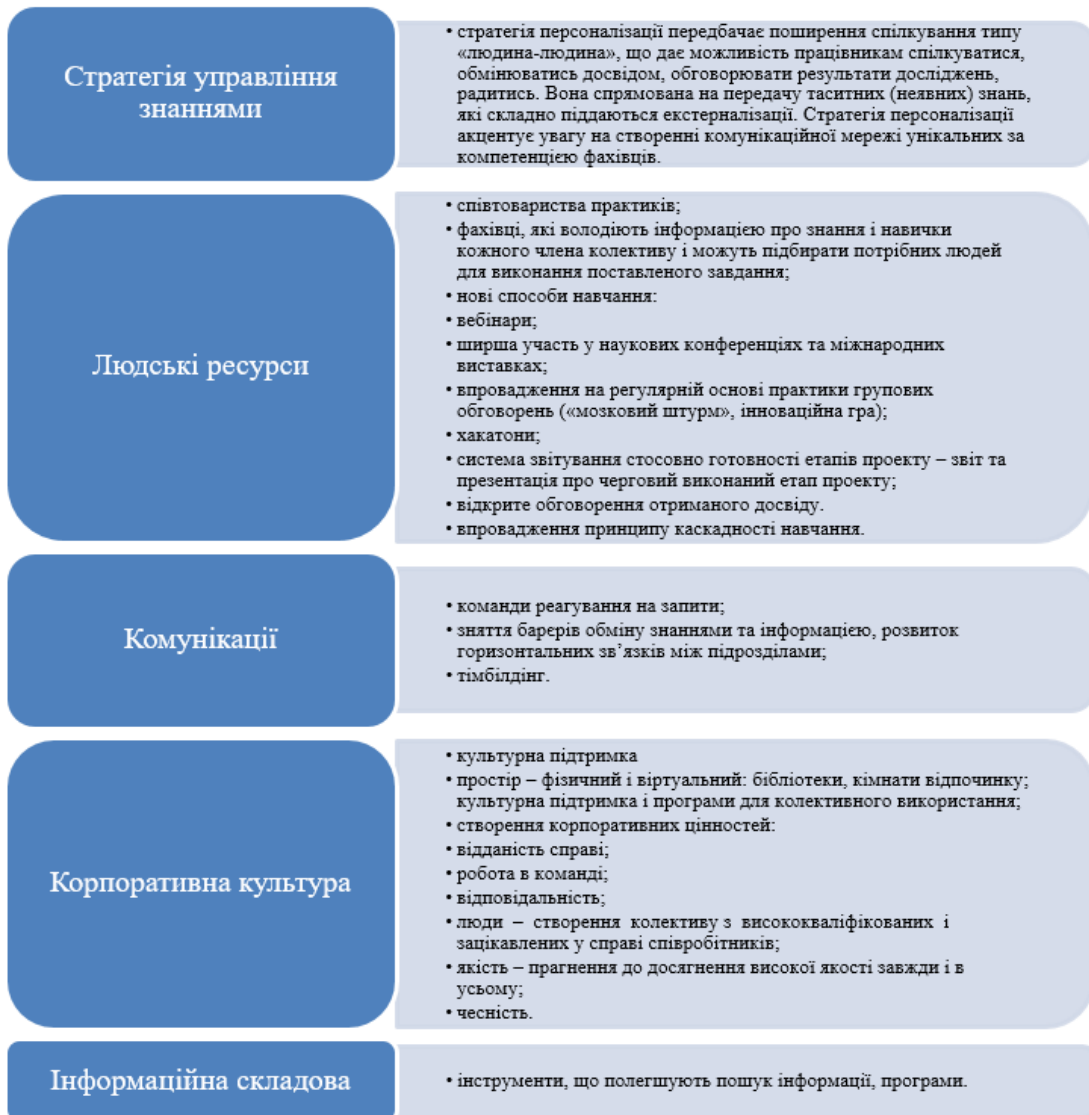 Стратегія управління
знаннями
• стратегія персоналізації передбачає поширення спілкування типу
«людина-людина», що дає можливість працівникам спілкуватися,
обмінюватись досвідом, обговорювати результати досліджень,
радитись. Вона спрямована на передачу таситних (неявних) знань,
які складно піддаються екстерналізації. Стратегія персоналізації
акцентує увагу на створенні комунікаційної мережі унікальних за
компетенцією фахівців.
Людські ресурси
• співтовариства практиків;
• фахівці, які володіють інформацією про знання і навички
кожного члена колективу і можуть підбирати потрібних людей
для виконання поставленого завдання;
• нові способи навчання:
• вебінари;
• ширша участь у наукових конференціях та міжнародних
виставках;
• впровадження на регулярній основі практики групових
обговорень («мозковий штурм», інноваційна гра);
• хакатони;
• система звітування стосовно готовності етапів проекту – звіт та
презентація про черговий виконаний етап проекту;
• відкрите обговорення отриманого досвіду.
• впровадження принципу каскадності навчання.
Комунікації
• команди реагування на запити;
• зняття барєрів обміну знаннями та інформацією, розвиток
горизонтальних зв’язків між підрозділами;
• тімбілдінг.
Корпоративна культура
• культурна підтримка
• простір – фізичний і віртуальний: бібліотеки, кімнати відпочинку;
культурна підтримка і програми для колективного використання;
• створення корпоративних цінностей:
• відданість справі;
• робота в команді;
• відповідальність;
• люди – створення колективу з висококваліфікованих і
зацікавлених у справі співробітників;
• якість – прагнення до досягнення високої якості завжди і в
усьому;
• чесність.
Інформаційна складова
• інструменти, що полегшують пошук інформації, програми.